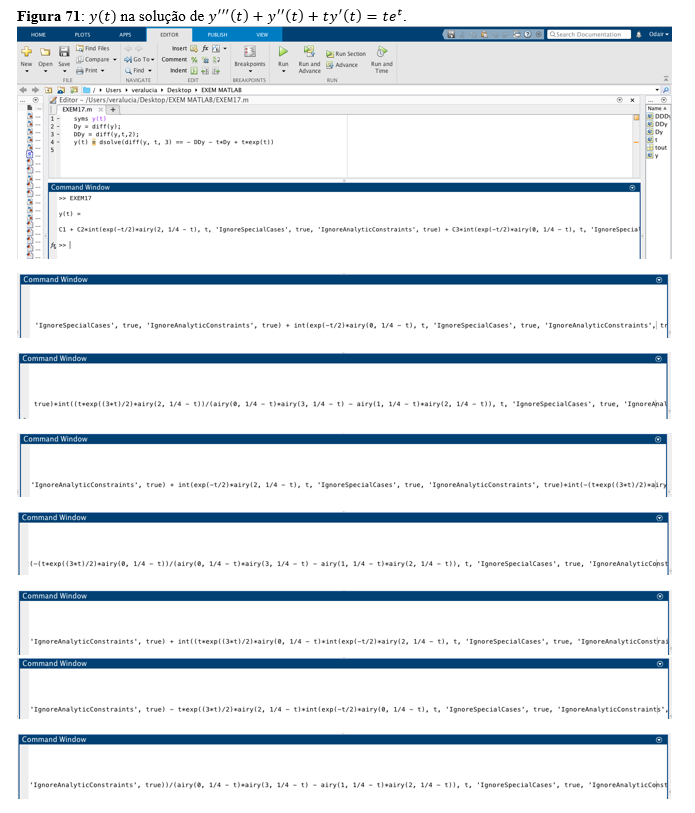 Figura 71: y(t) na solução de y′′′(t) + y′′(t) + ty′(t) = te^t.
HOME PLOTS APPS EDITOR PUBLISH VIEW Search Documentation Odair
New Open Save Find Files Compare Print Go To Find Insert fx Comment % Indent Breakpoints Run Run and Advance Run Section Advance Run and Time
FILE NAVIGATE EDIT BREAKPOINTS RUN
/ Users veralucia Desktop EXEM MATLAB
Editor - /Users/veralucia/Desktop/EXEM MATLAB/EXEM17.m
EXEM17.m
1 - syms y(t)
2 - Dy = diff(y);
3 - DDy = diff(y,t,2);
4 - y(t) = dsolve(diff(y, t, 3) == - DDy - t*Dy + t*exp(t))
5
Name
DDDy
DDy
Dy
t
tout
y
Command Window
>> EXEM17
y(t) =
C1 + C2*int(exp(-t/2)*airy(2, 1/4 - t), t, 'IgnoreSpecialCases', true, 'IgnoreAnalyticConstraints', true) + C3*int(exp(-t/2)*airy(0, 1/4 - t), t, 'IgnoreSpecial
fx >>
Command Window
'IgnoreSpecialCases', true, 'IgnoreAnalyticConstraints', true) + int(exp(-t/2)*airy(0, 1/4 - t), t, 'IgnoreSpecialCases', true, 'IgnoreAnalyticConstraints', tr
Command Window
true)*int((t*exp((3*t)/2)*airy(2, 1/4 - t))/(airy(0, 1/4 - t)*airy(3, 1/4 - t) - airy(1, 1/4 - t)*airy(2, 1/4 - t)), t, 'IgnoreSpecialCases', true, 'IgnoreAnal
Command Window
'IgnoreAnalyticConstraints', true) + int(exp(-t/2)*airy(2, 1/4 - t), t, 'IgnoreSpecialCases', true, 'IgnoreAnalyticConstraints', true)*int(-(t*exp((3*t)/2)*airy
Command Window
(-(t*exp((3*t)/2)*airy(0, 1/4 - t))/(airy(0, 1/4 - t)*airy(3, 1/4 - t) - airy(1, 1/4 - t)*airy(2, 1/4 - t)), t, 'IgnoreSpecialCases', true, 'IgnoreAnalyticConst
Command Window
'IgnoreAnalyticConstraints', true) + int((t*exp((3*t)/2)*airy(0, 1/4 - t)*int(exp(-t/2)*airy(2, 1/4 - t), t, 'IgnoreSpecialCases', true, 'IgnoreAnalyticConstrai
Command Window
'IgnoreAnalyticConstraints', true) - t*exp((3*t)/2)*airy(2, 1/4 - t)*int(exp(-t/2)*airy(0, 1/4 - t), t, 'IgnoreSpecialCases', true, 'IgnoreAnalyticConstraints',
Command Window
'IgnoreAnalyticConstraints', true))/(airy(0, 1/4 - t)*airy(3, 1/4 - t) - airy(1, 1/4 - t)*airy(2, 1/4 - t)), t, 'IgnoreSpecialCases', true, 'IgnoreAnalyticConst